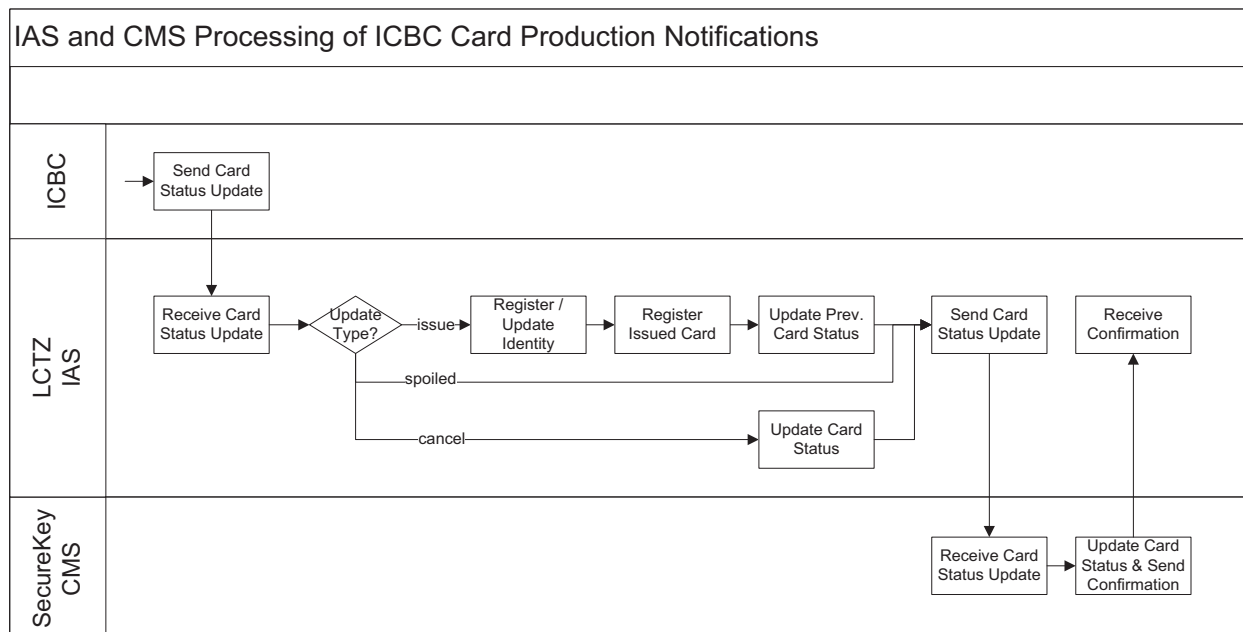 IAS and CMS Processing of ICBC Card Production Notifications
ICBC
Send Card
Status Update
LCTZ
IAS
Receive Card
Status Update
Update
Type?
issue
Register /
Update
Identity
Register
Issued Card
Update Prev.
Card Status
Send Card
Status Update
Receive
Confirmation
spoiled
cancel
Update Card
Status
SecureKey
CMS
Receive Card
Status Update
Update Card
Status & Send
Confirmation